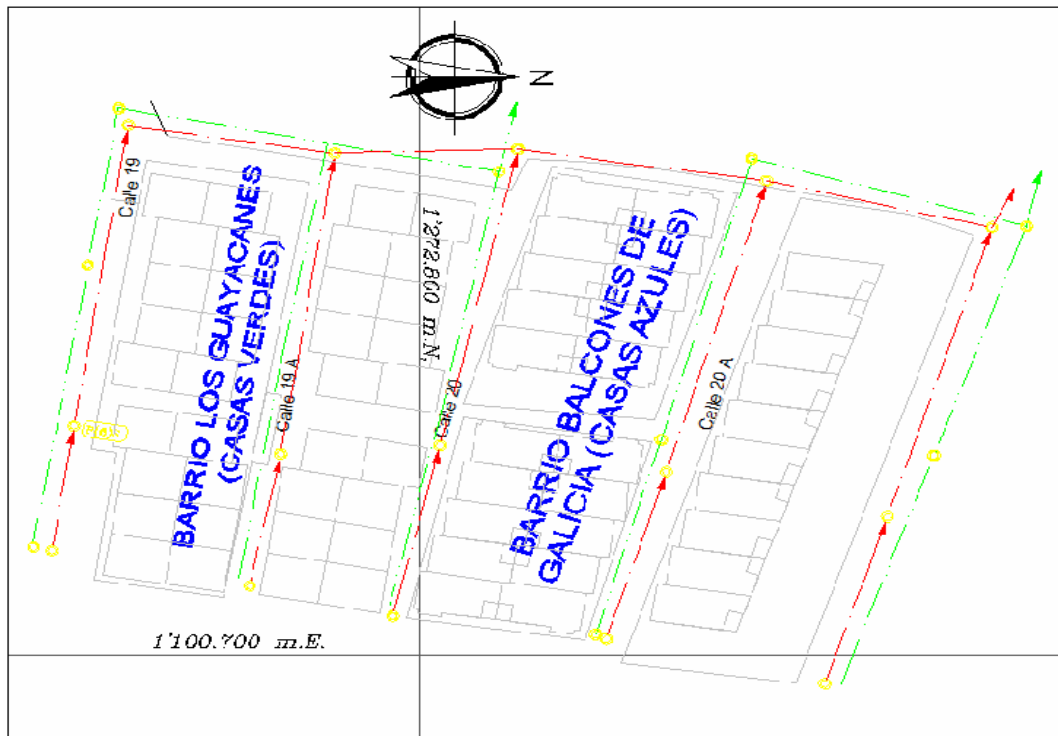 N
Calle 19
BARRIO LOS GUAYACANES
(CASAS VERDES)
Calle 19 A
1'272.800 m.N.
Calle 20
BARRIO BALCONES DE
GALICIA (CASAS AZULES)
Calle 20 A
1'100.700 m.E.